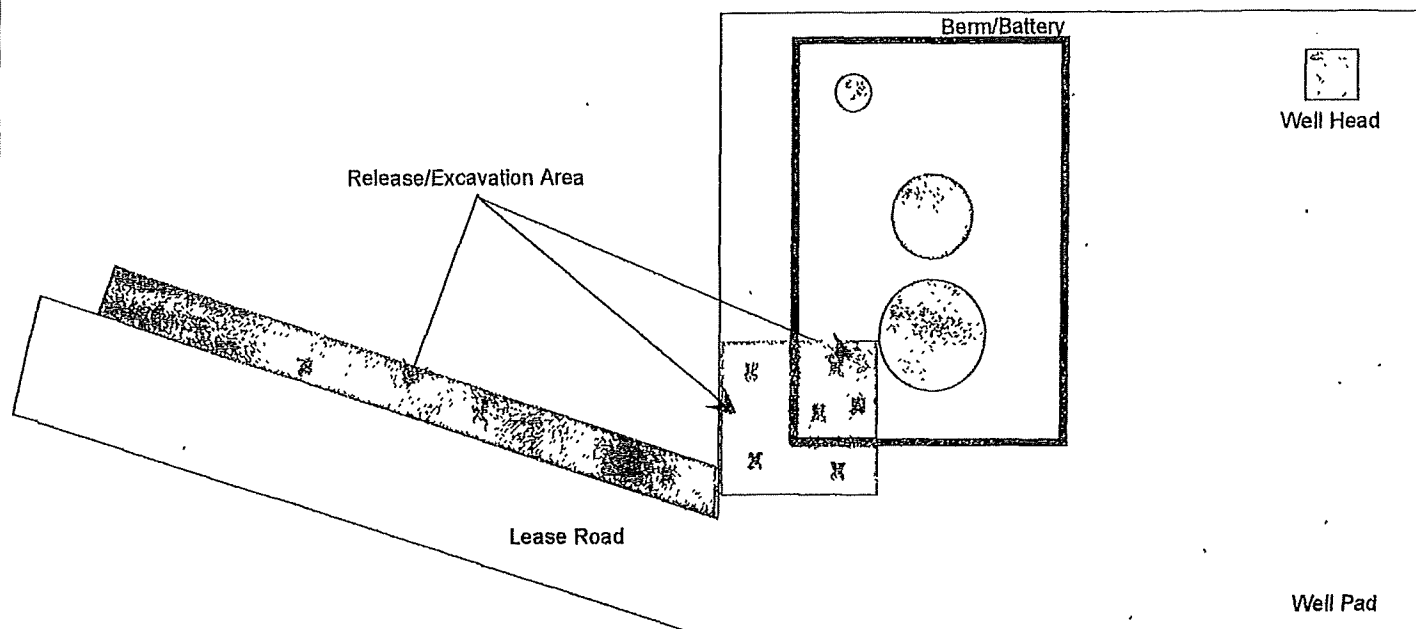 Berm/Battery
Well Head
Release/Excavation Area
Lease Road
Well Pad